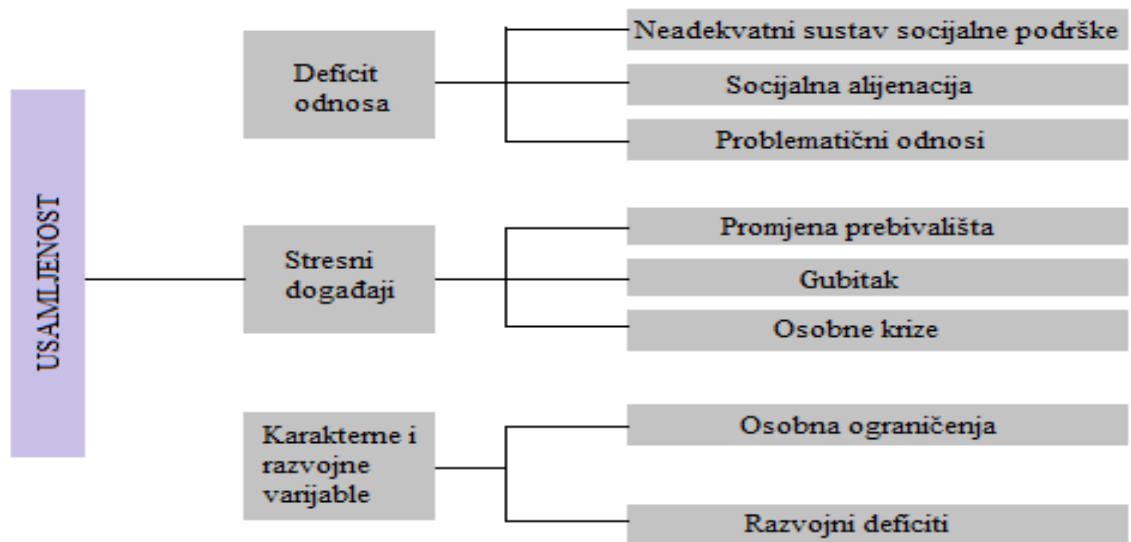 USAMLJENOST
Deficit
odnosa
Neadekvatni sustav socijalne podrške
Socijalna alijenacija
Problematični odnosi
Stresni
događaji
Promjena prebivališta
Gubitak
Osobne krize
Karakterne i
razvojne
varijable
Osobna ograničenja
Razvojni deficiti